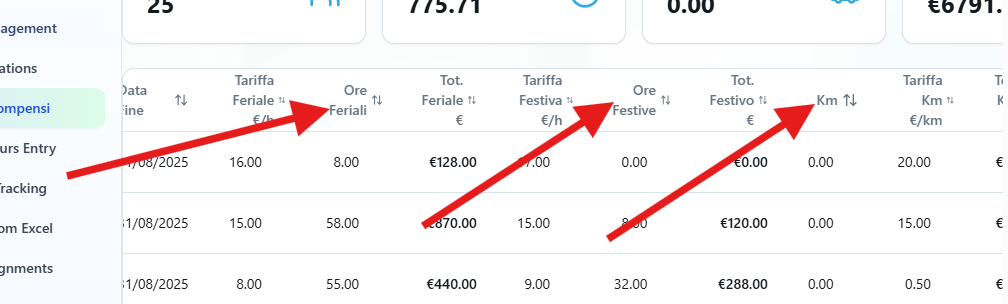 25
775.71
0.00
€6791.
agement
ations
ompensi
urs Entry
Tracking
om Excel
gnments
Data Fine
Tariffa Feriale €/h
Ore Feriali
Tot. Feriale €
Tariffa Festiva €/h
Ore Festive
Tot. Festivo €
Km
Tariffa Km €/km
/08/2025 16.00 8.00 €128.00 7.00 0.00 €0.00 0.00 20.00 €
31/08/2025 15.00 58.00 €870.00 15.00 8.00 €120.00 0.00 15.00 €
31/08/2025 8.00 55.00 €440.00 9.00 32.00 €288.00 0.00 0.50 €